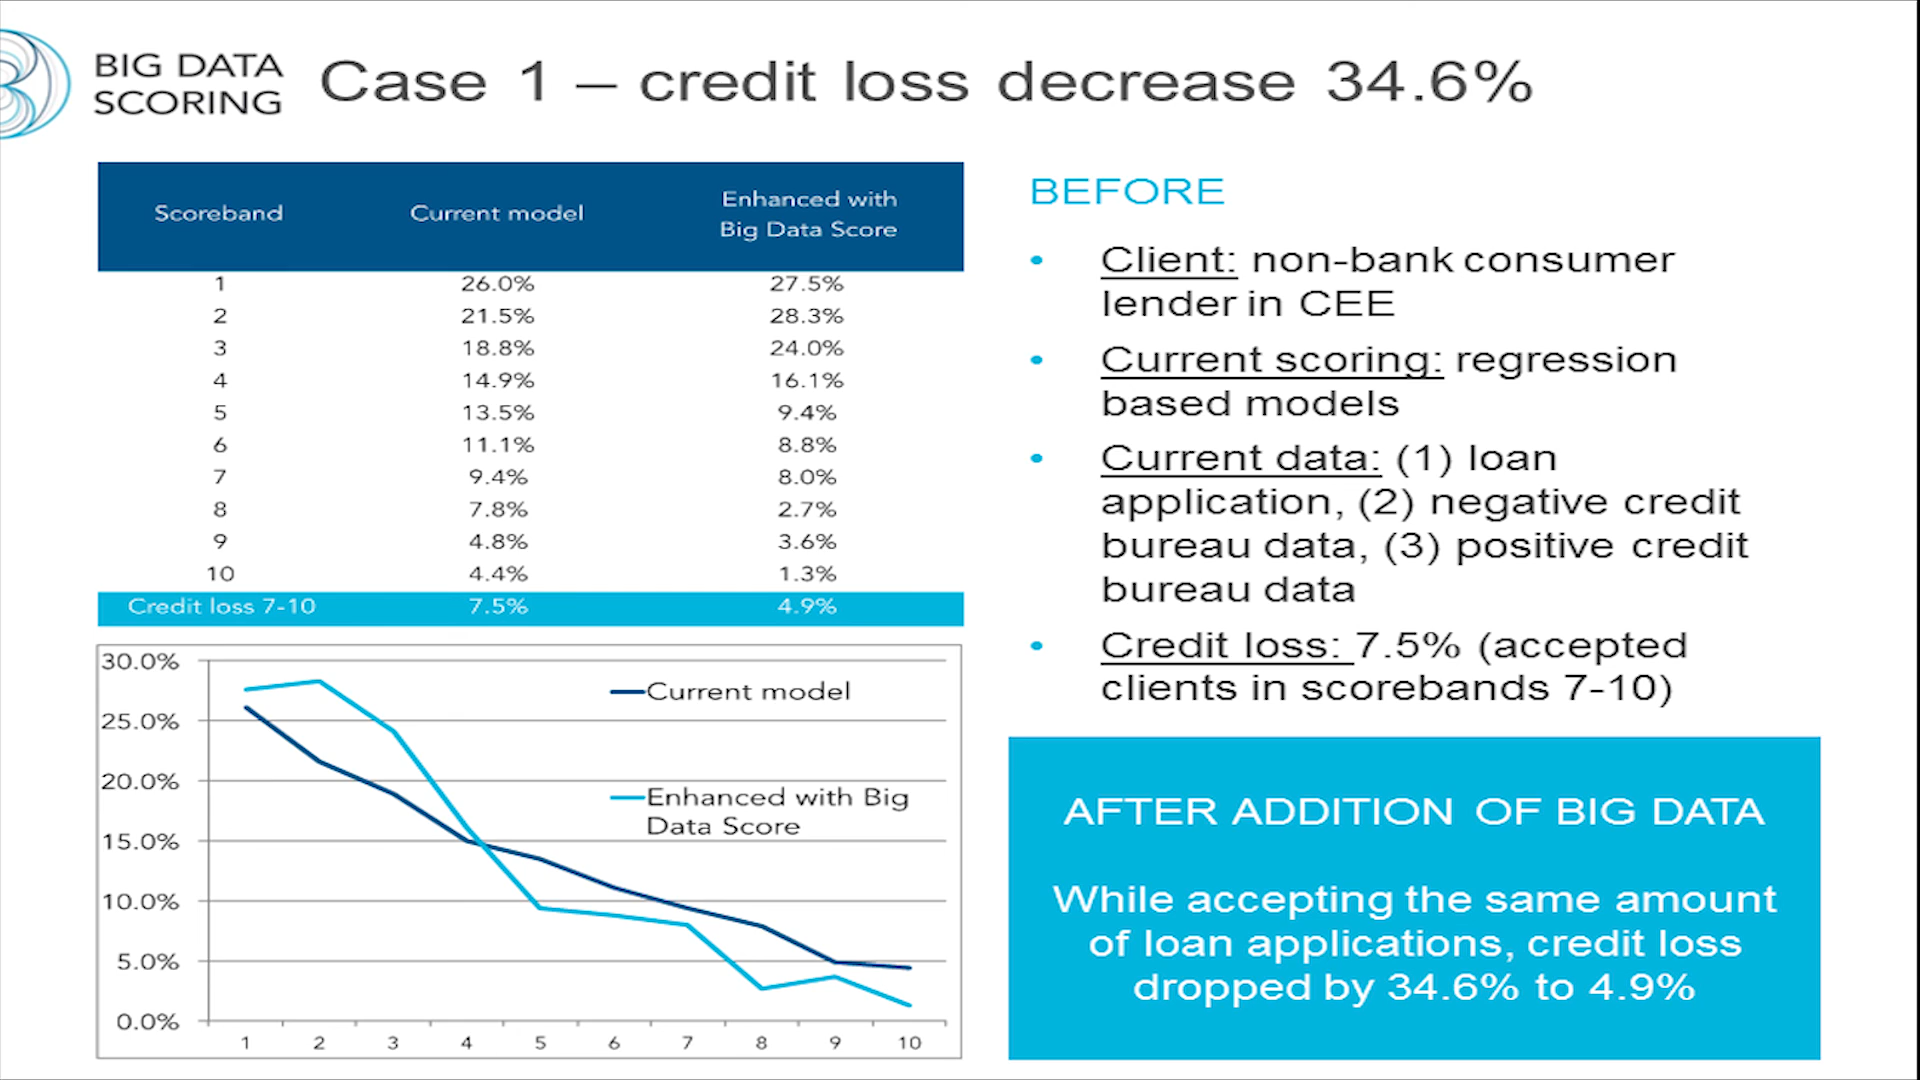 BIG DATA
SCORING
Case 1 – credit loss decrease 34.6%
Scoreband Current model Enhanced with
Big Data Score
1 26.0% 27.5%
2 21.5% 28.3%
3 18.8% 24.0%
4 14.9% 16.1%
5 13.5% 9.4%
6 11.1% 8.8%
7 9.4% 8.0%
8 7.8% 2.7%
9 4.8% 3.6%
10 4.4% 1.3%
Credit loss 7-10 7.5% 4.9%
30.0%
25.0%
20.0%
15.0%
10.0%
5.0%
0.0%
1 2 3 4 5 6 7 8 9 10
Current model
Enhanced with Big
Data Score
BEFORE
• Client: non-bank consumer
lender in CEE
• Current scoring: regression
based models
• Current data: (1) loan
application, (2) negative credit
bureau data, (3) positive credit
bureau data
• Credit loss: 7.5% (accepted
clients in scorebands 7-10)
AFTER ADDITION OF BIG DATA
While accepting the same amount
of loan applications, credit loss
dropped by 34.6% to 4.9%